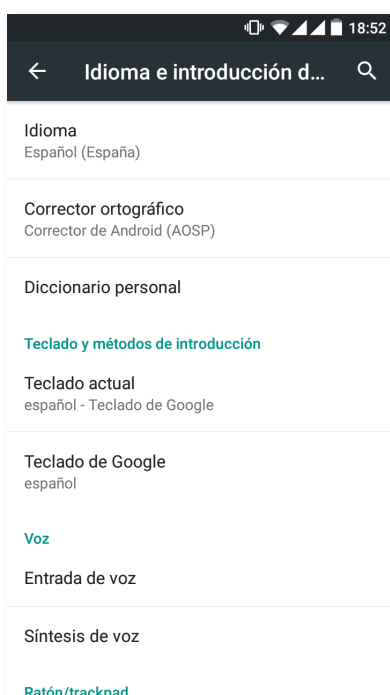 18:52
Idioma e introducción d...
Idioma
Español (España)
Corrector ortográfico
Corrector de Android (AOSP)
Diccionario personal
Teclado y métodos de introducción
Teclado actual
español - Teclado de Google
Teclado de Google
español
Voz
Entrada de voz
Síntesis de voz
Ratón/trackpad